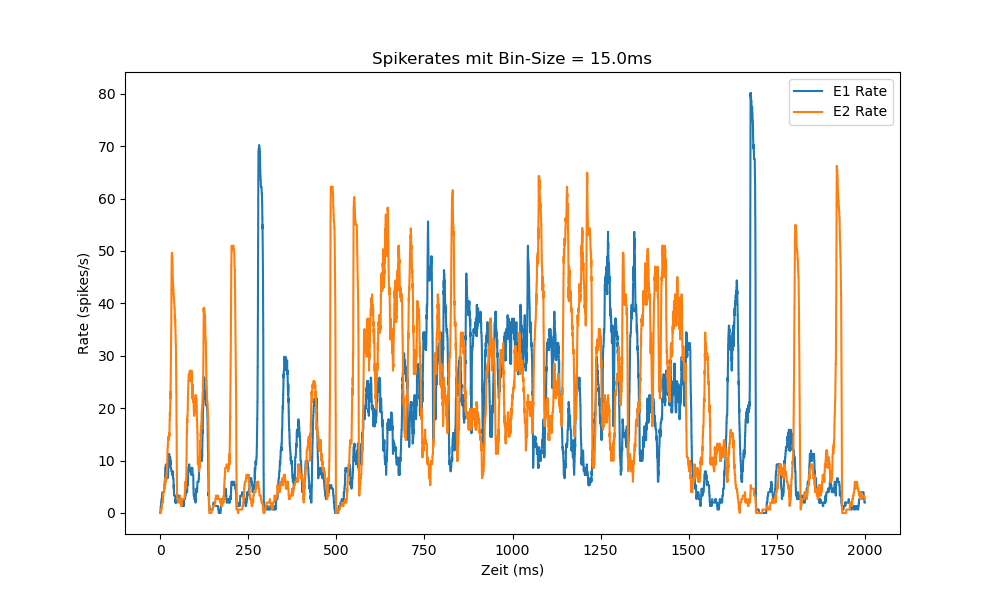 Spikerates mit Bin-Size = 15.0ms
E1 Rate
E2 Rate
80
70
60
50
40
30
20
10
0
Rate (spikes/s)
0 250 500 750 1000 1250 1500 1750 2000
Zeit (ms)